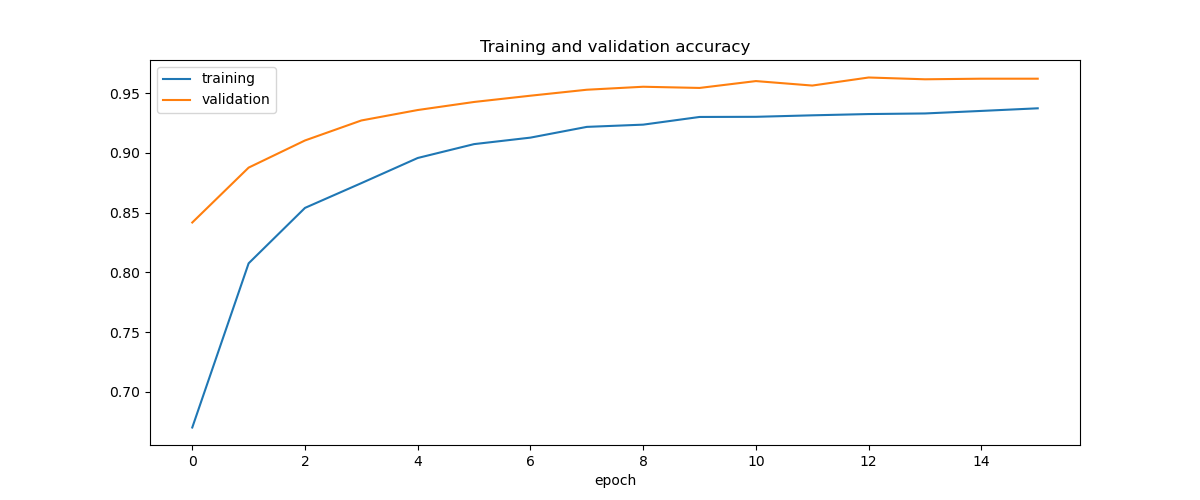 Training and validation accuracy
training
validation
0.95
0.90
0.85
0.80
0.75
0.70
0 2 4 6 8 10 12 14
epoch